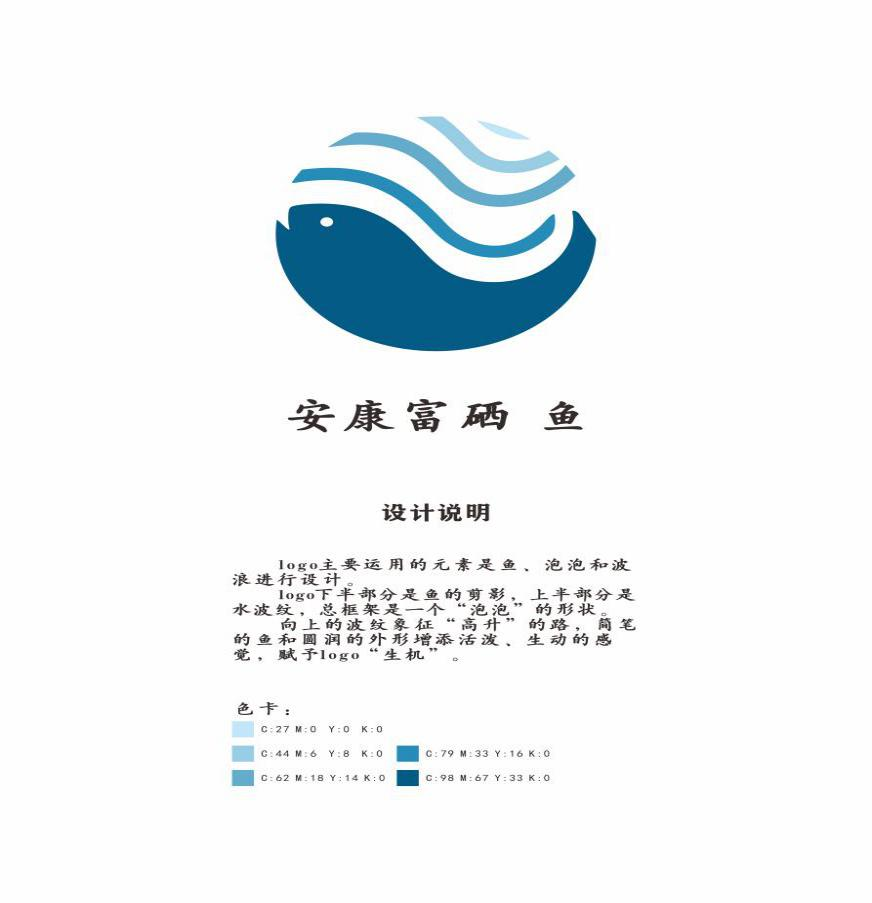 安康富硒 鱼
设计说明
logo主要运用的元素是鱼、泡泡和波
浪进行设计。
logo下半部分是鱼的剪影，上半部分是
水波纹，总框架是一个“泡泡”的形状。
向上的波纹象征“高升”的路，简笔
的鱼和圆润的外形增添活泼、生动的感
觉，赋予logo“生机”。
色卡：
C:27 M:0 Y:0 K:0
C:44 M:6 Y:8 K:0 C:79 M:33 Y:16 K:0
C:62 M:18 Y:14 K:0 C:98 M:67 Y:33 K:0